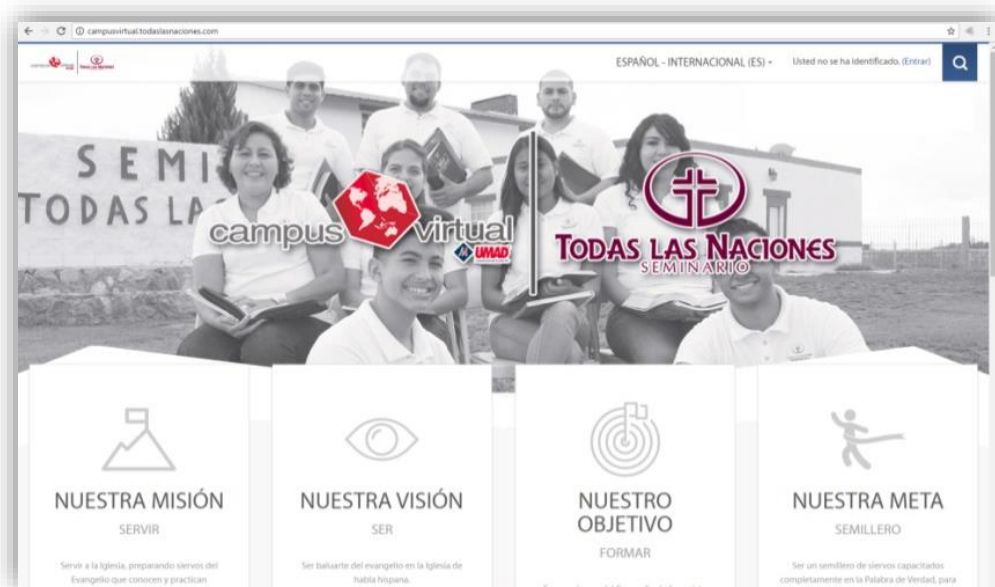 campusvirtual.todaslasnaciones.com
ESPAÑOL - INTERNACIONAL (ES)
Usted no se ha identificado. (Entrar)
SEMI
TODAS LA
campus virtual
UMAD
TODAS LAS NACIONES
SEMINARIO
NUESTRA MISIÓN
SERVIR
Servir a la Iglesia, preparando siervos del
Evangelio que conocen y practican
NUESTRA VISIÓN
SER
Ser baluarte del evangelio en la Iglesia de
habla hispana.
NUESTRO
OBJETIVO
FORMAR
NUESTRA META
SEMILLERO
Ser un semillero de siervos capacitados
completamente en la Palabra de Verdad, para